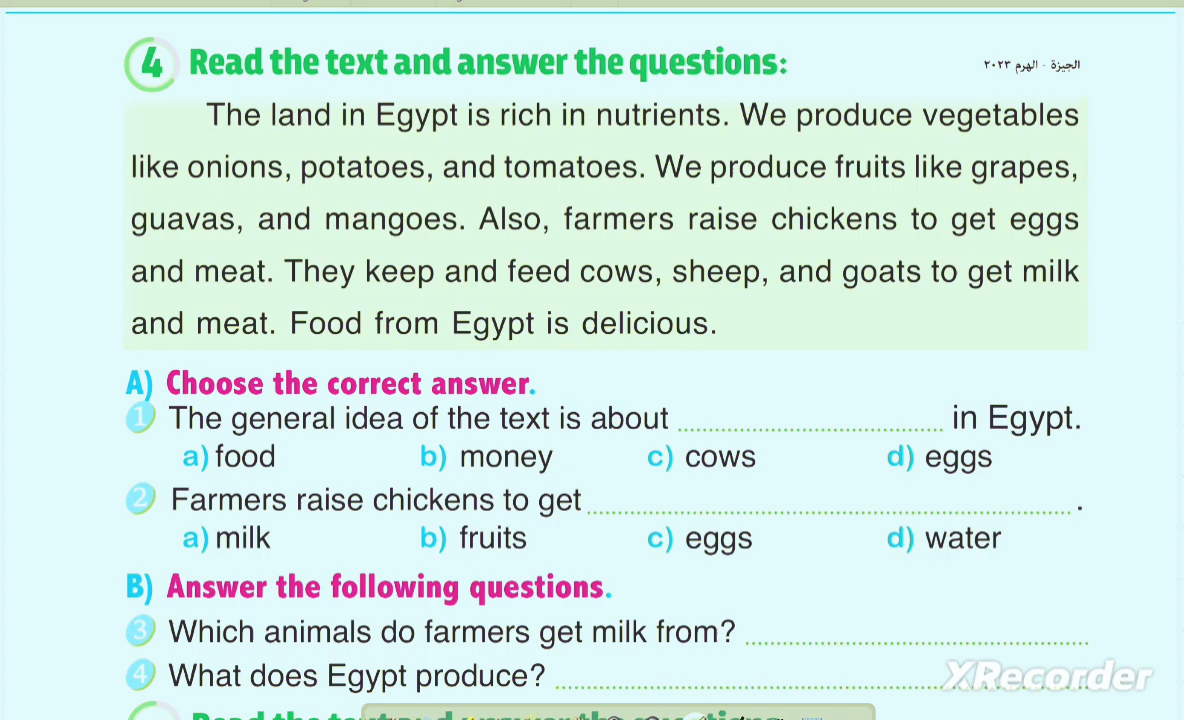 4 Read the text and answer the questions:
الجيزة - الهرم ٢٠٢٣
The land in Egypt is rich in nutrients. We produce vegetables
like onions, potatoes, and tomatoes. We produce fruits like grapes,
guavas, and mangoes. Also, farmers raise chickens to get eggs
and meat. They keep and feed cows, sheep, and goats to get milk
and meat. Food from Egypt is delicious.
A) Choose the correct answer.
1 The general idea of the text is about .......................... in Egypt.
a) food b) money c) cows d) eggs
2 Farmers raise chickens to get .......................... .
a) milk b) fruits c) eggs d) water
B) Answer the following questions.
3 Which animals do farmers get milk from? ..........................
4 What does Egypt produce? ..........................
XRecorder